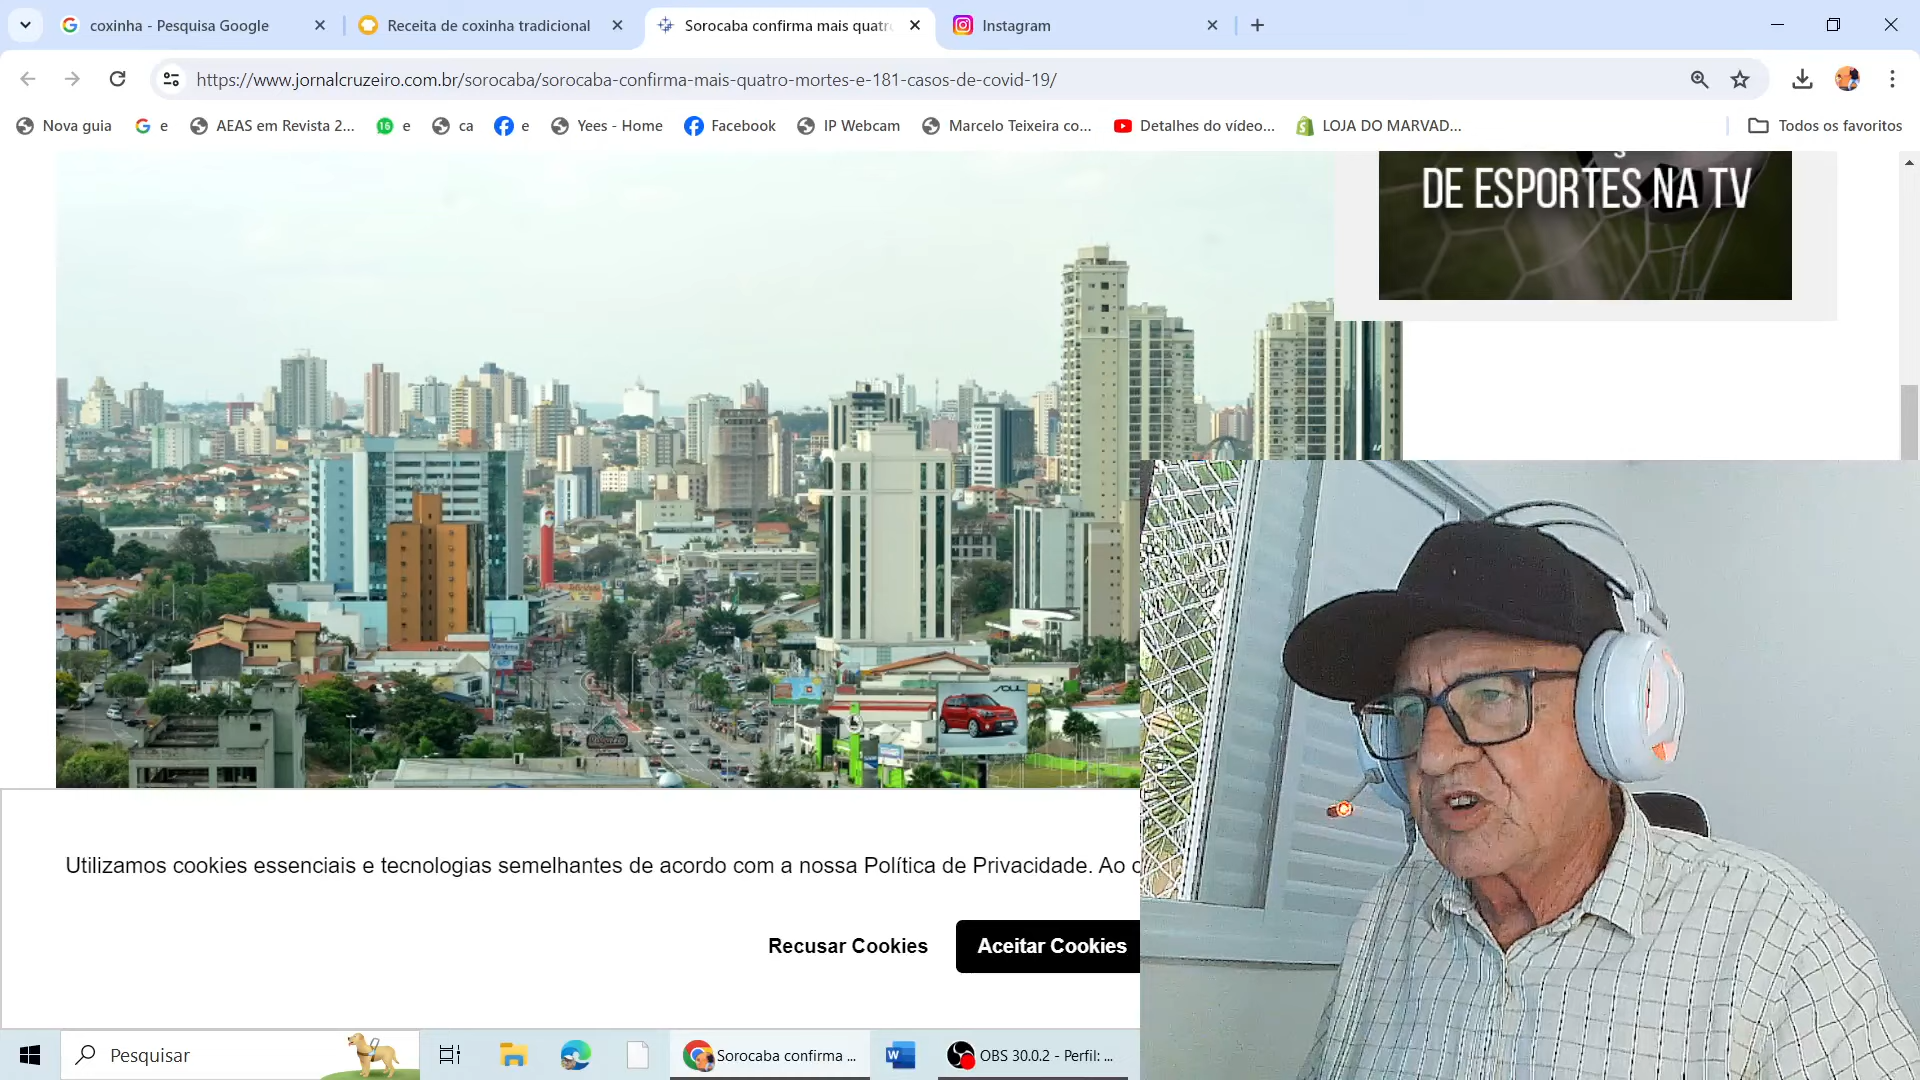 coxinha - Pesquisa Google
Receita de coxinha tradicional
Sorocaba confirma mais quatro
Instagram
https://www.jornalcruzeiro.com.br/sorocaba/sorocaba-confirma-mais-quatro-mortes-e-181-casos-de-covid-19/
Nova guia
e
AEAS em Revista 2...
16
e
ca
e
Yees - Home
Facebook
IP Webcam
Marcelo Teixeira co...
Detalhes do vídeo...
LOJA DO MARVAD...
Todos os favoritos
DE ESPORTES NA TV
SOUL
Utilizamos cookies essenciais e tecnologias semelhantes de acordo com a nossa Política de Privacidade. Ao
Recusar Cookies
Aceitar Cookies
Pesquisar
Sorocaba confirma ...
OBS 30.0.2 - Perfil: ...